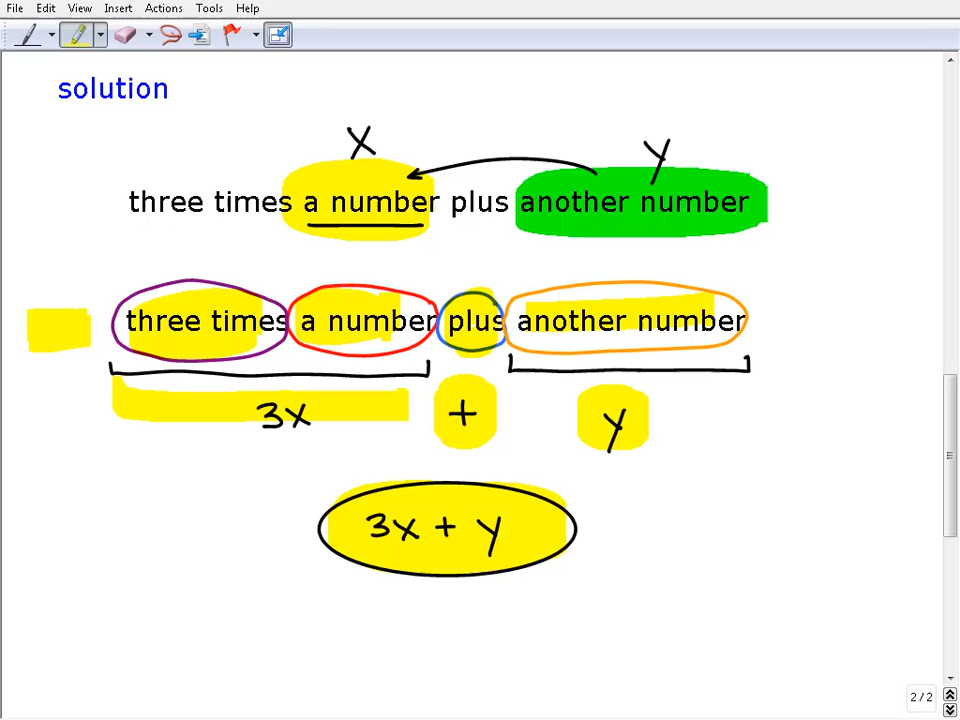 File Edit View Insert Actions Tools Help
solution
x y
three times a number plus another number
three times a number plus another number
3x + y
3x + y
2 / 2